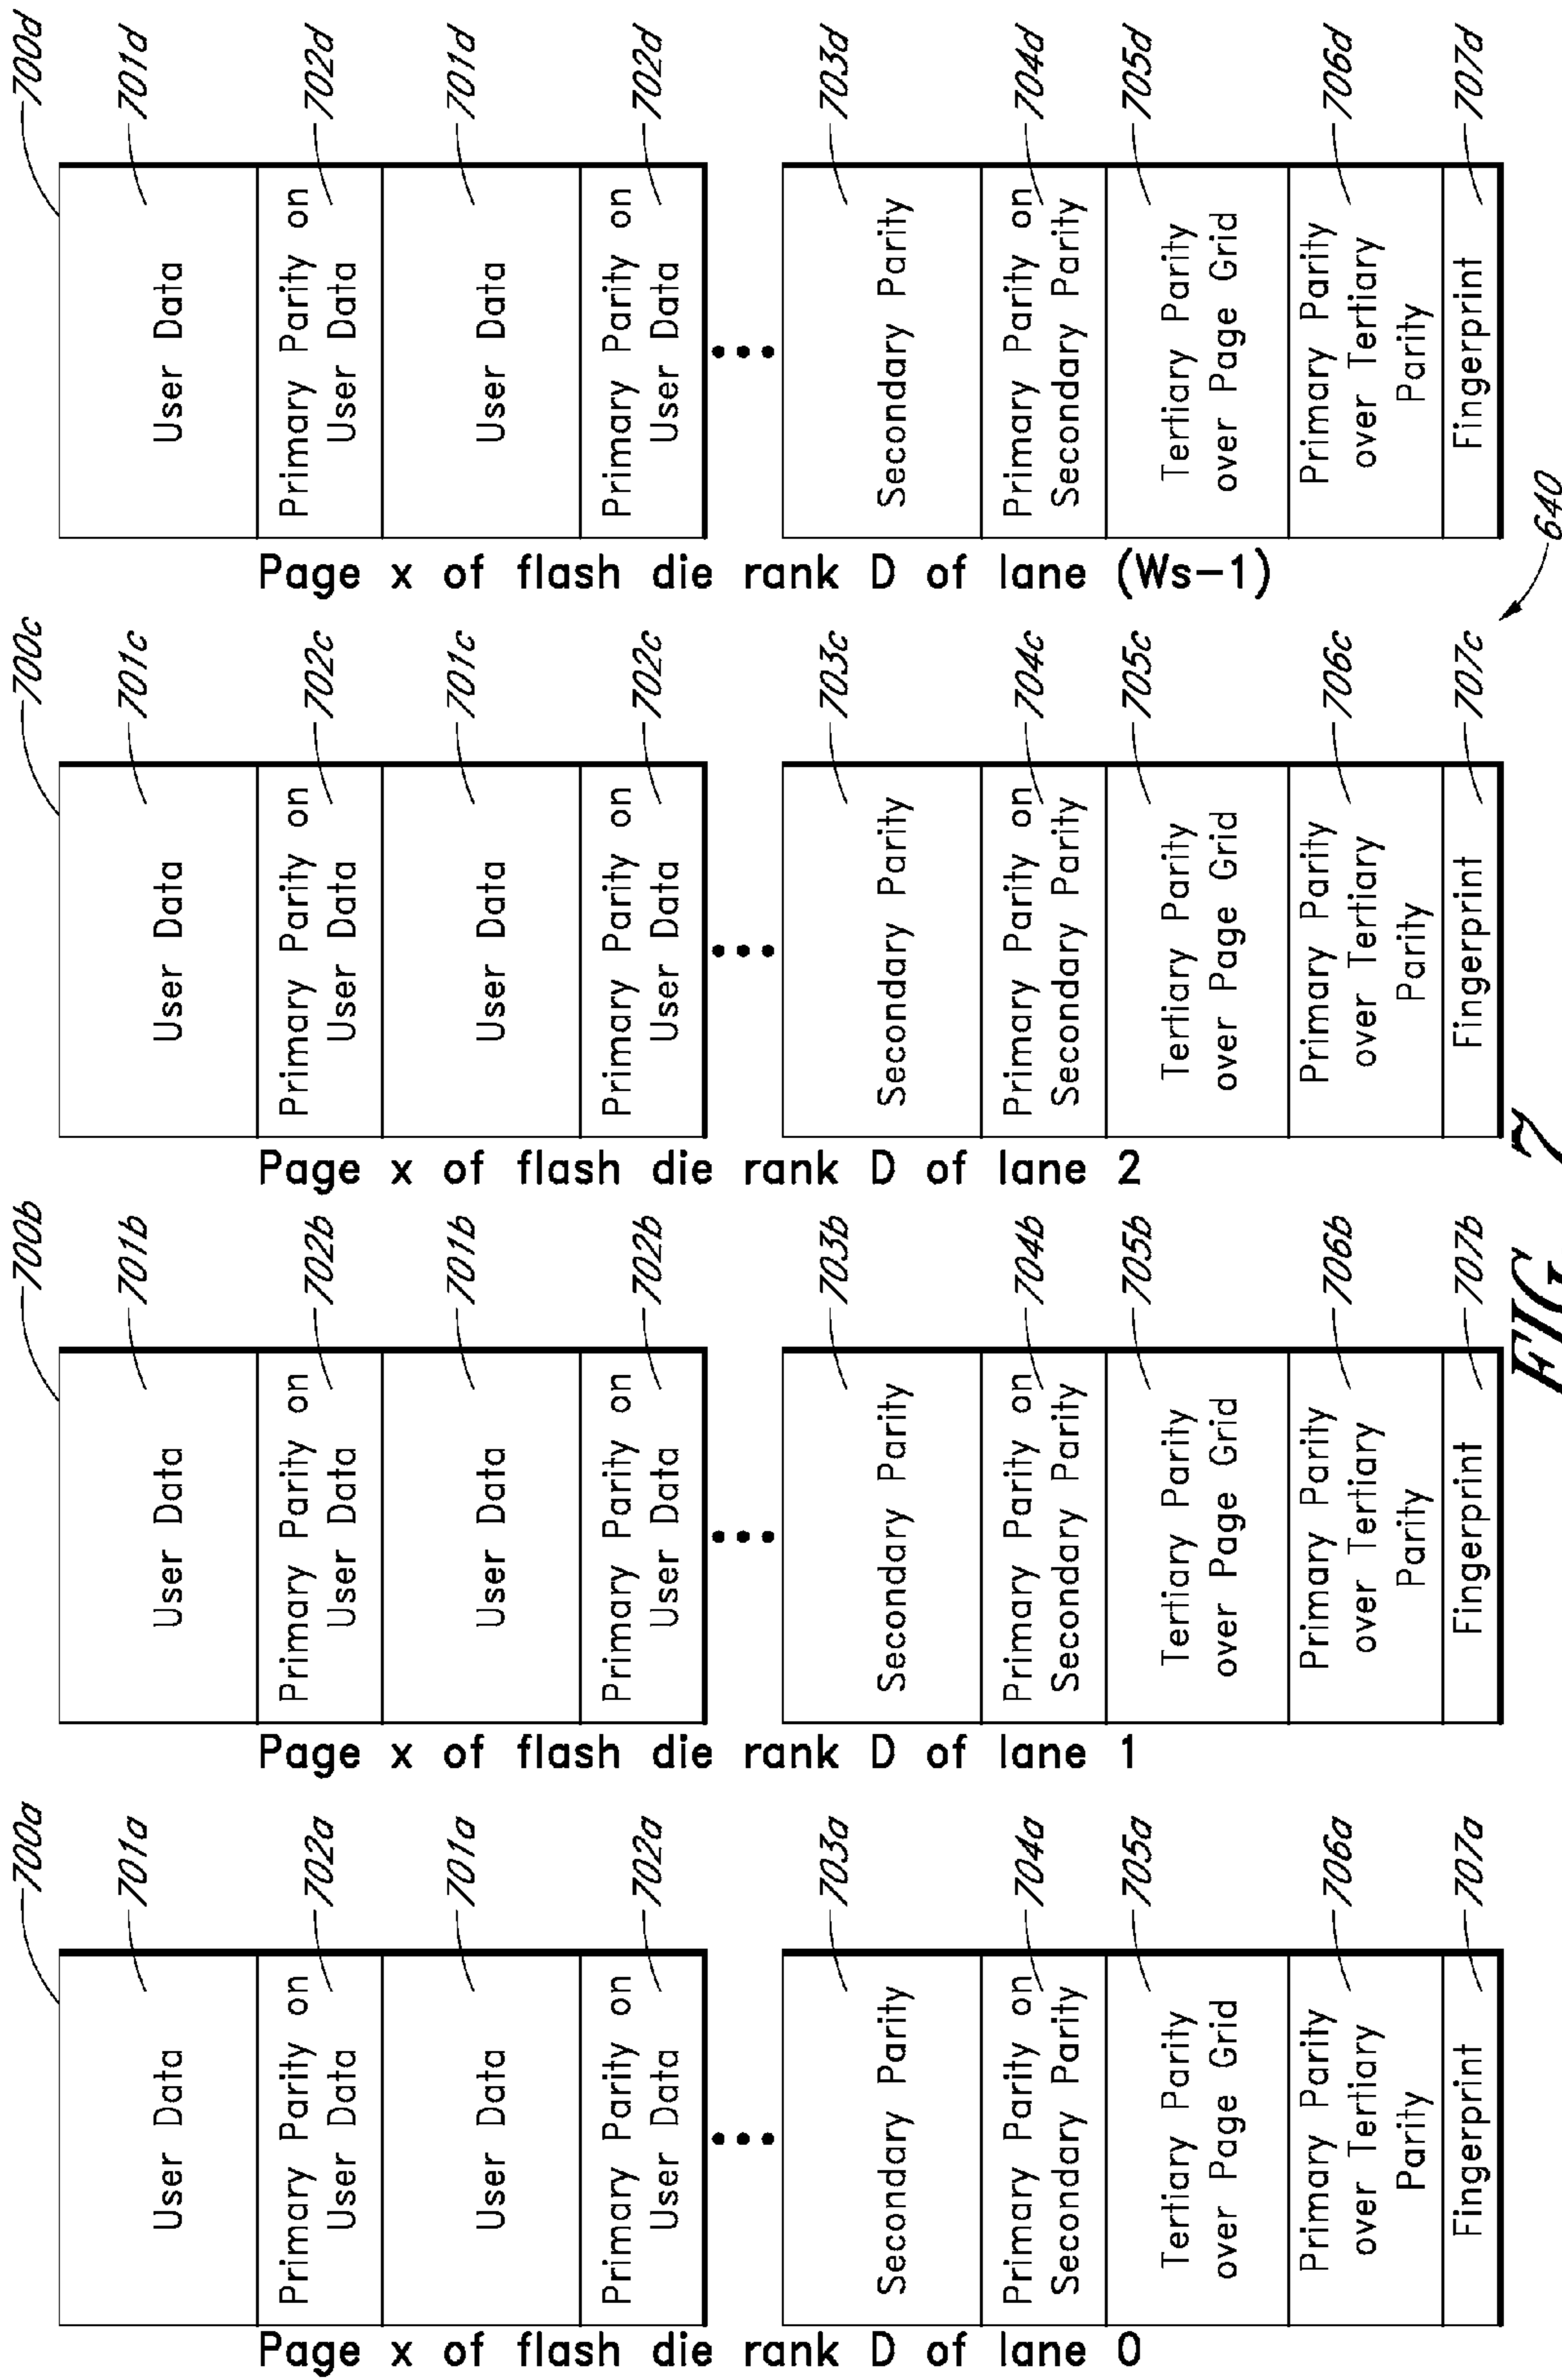 Page x of flash die rank D of lane 0
700a
User Data
701a
Primary Parity on
User Data
702a
User Data
701a
Primary Parity on
User Data
702a
Secondary Parity
703a
Primary Parity on
Secondary Parity
704a
Tertiary Parity
over Page Grid
705a
Primary Parity
over Tertiary
Parity
706a
Fingerprint
707a
Page x of flash die rank D of lane 1
700b
User Data
701b
Primary Parity on
User Data
702b
User Data
701b
Primary Parity on
User Data
702b
Secondary Parity
703b
Primary Parity on
Secondary Parity
704b
Tertiary Parity
over Page Grid
705b
Primary Parity
over Tertiary
Parity
706b
Fingerprint
707b
Page x of flash die rank D of lane 2
700c
User Data
701c
Primary Parity on
User Data
702c
User Data
701c
Primary Parity on
User Data
702c
Secondary Parity
703c
Primary Parity on
Secondary Parity
704c
Tertiary Parity
over Page Grid
705c
Primary Parity
over Tertiary
Parity
706c
Fingerprint
707c
Page x of flash die rank D of lane (Ws-1)
700d
User Data
701d
Primary Parity on
User Data
702d
User Data
701d
Primary Parity on
User Data
702d
Secondary Parity
703d
Primary Parity on
Secondary Parity
704d
Tertiary Parity
over Page Grid
705d
Primary Parity
over Tertiary
Parity
706d
Fingerprint
707d
640
FIG. 7